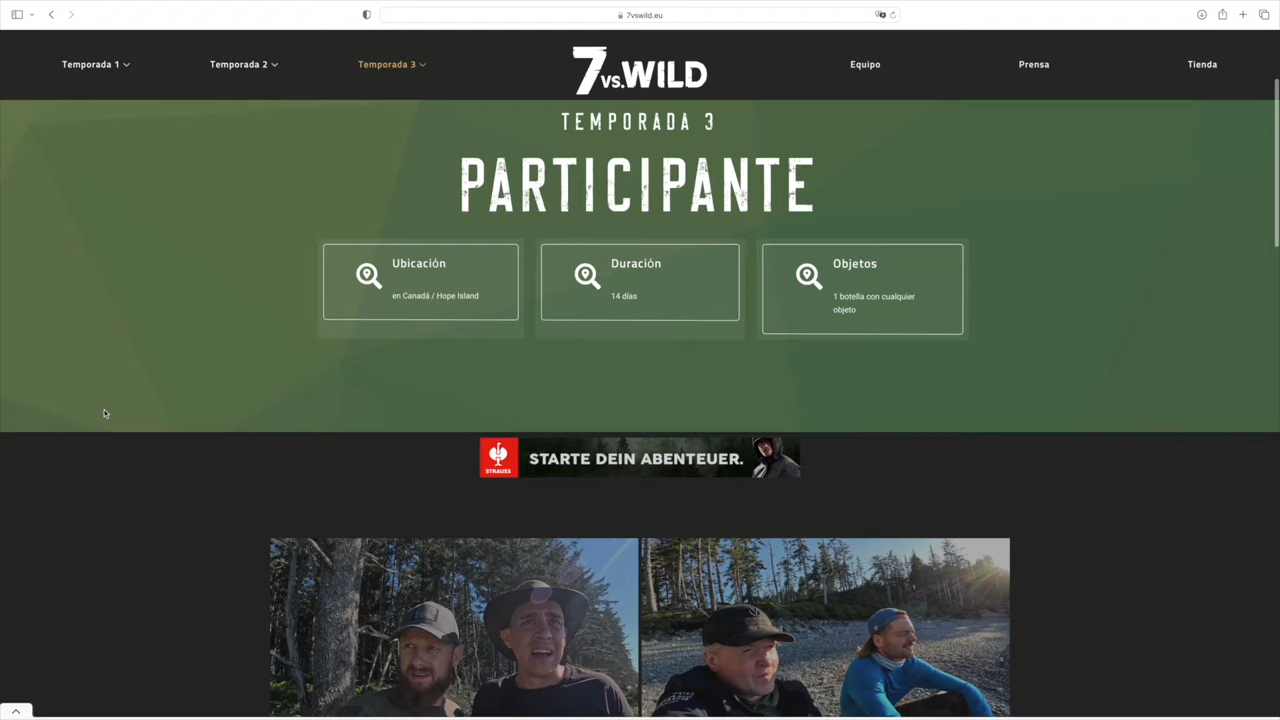 7vswild.eu
Temporada 1
Temporada 2
Temporada 3
7 VS. WILD
Equipo
Prensa
Tienda
TEMPORADA 3
PARTICIPANTE
Ubicación
en Canadá / Hope Island
Duración
14 días
Objetos
1 botella con cualquier
objeto
STRAUSS
STARTE DEIN ABENTEUER.